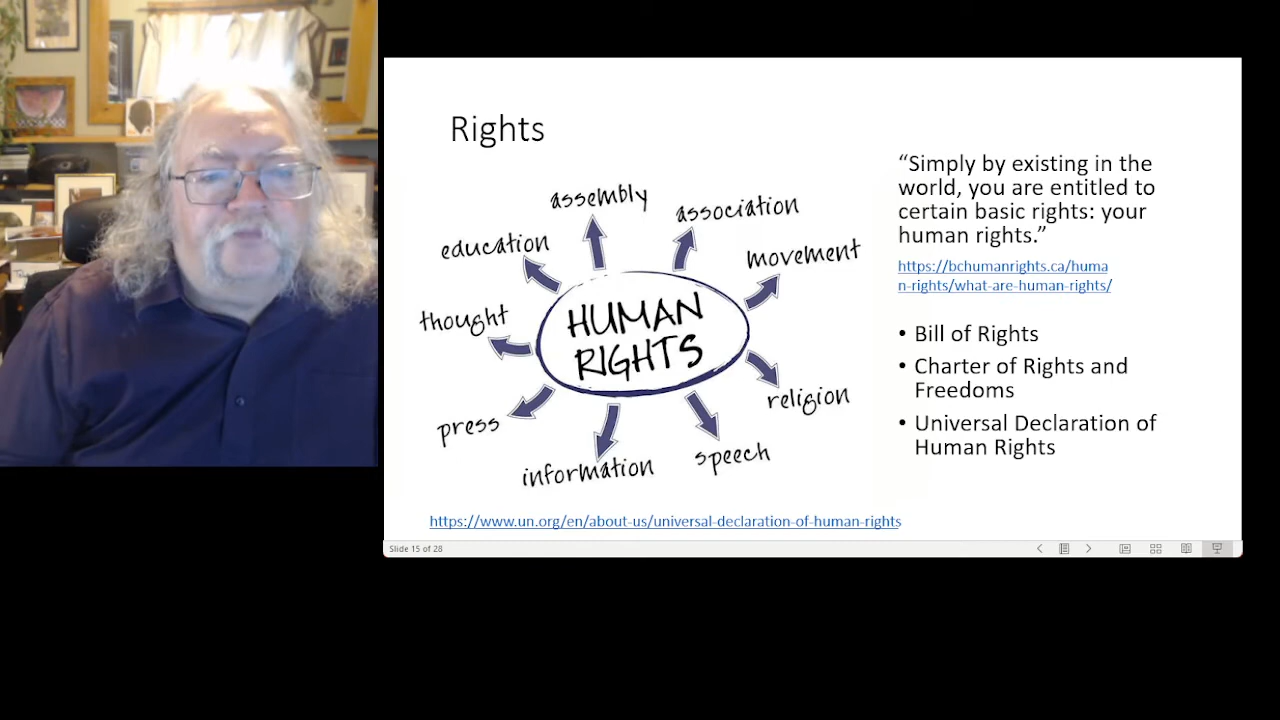 Rights
assembly
association
education
movement
thought
HUMAN
RIGHTS
religion
press
speech
information
“Simply by existing in the
world, you are entitled to
certain basic rights: your
human rights.”
https://bchumanrights.ca/huma
n-rights/what-are-human-rights/
• Bill of Rights
• Charter of Rights and
Freedoms
• Universal Declaration of
Human Rights
https://www.un.org/en/about-us/universal-declaration-of-human-rights
Slide 15 of 28